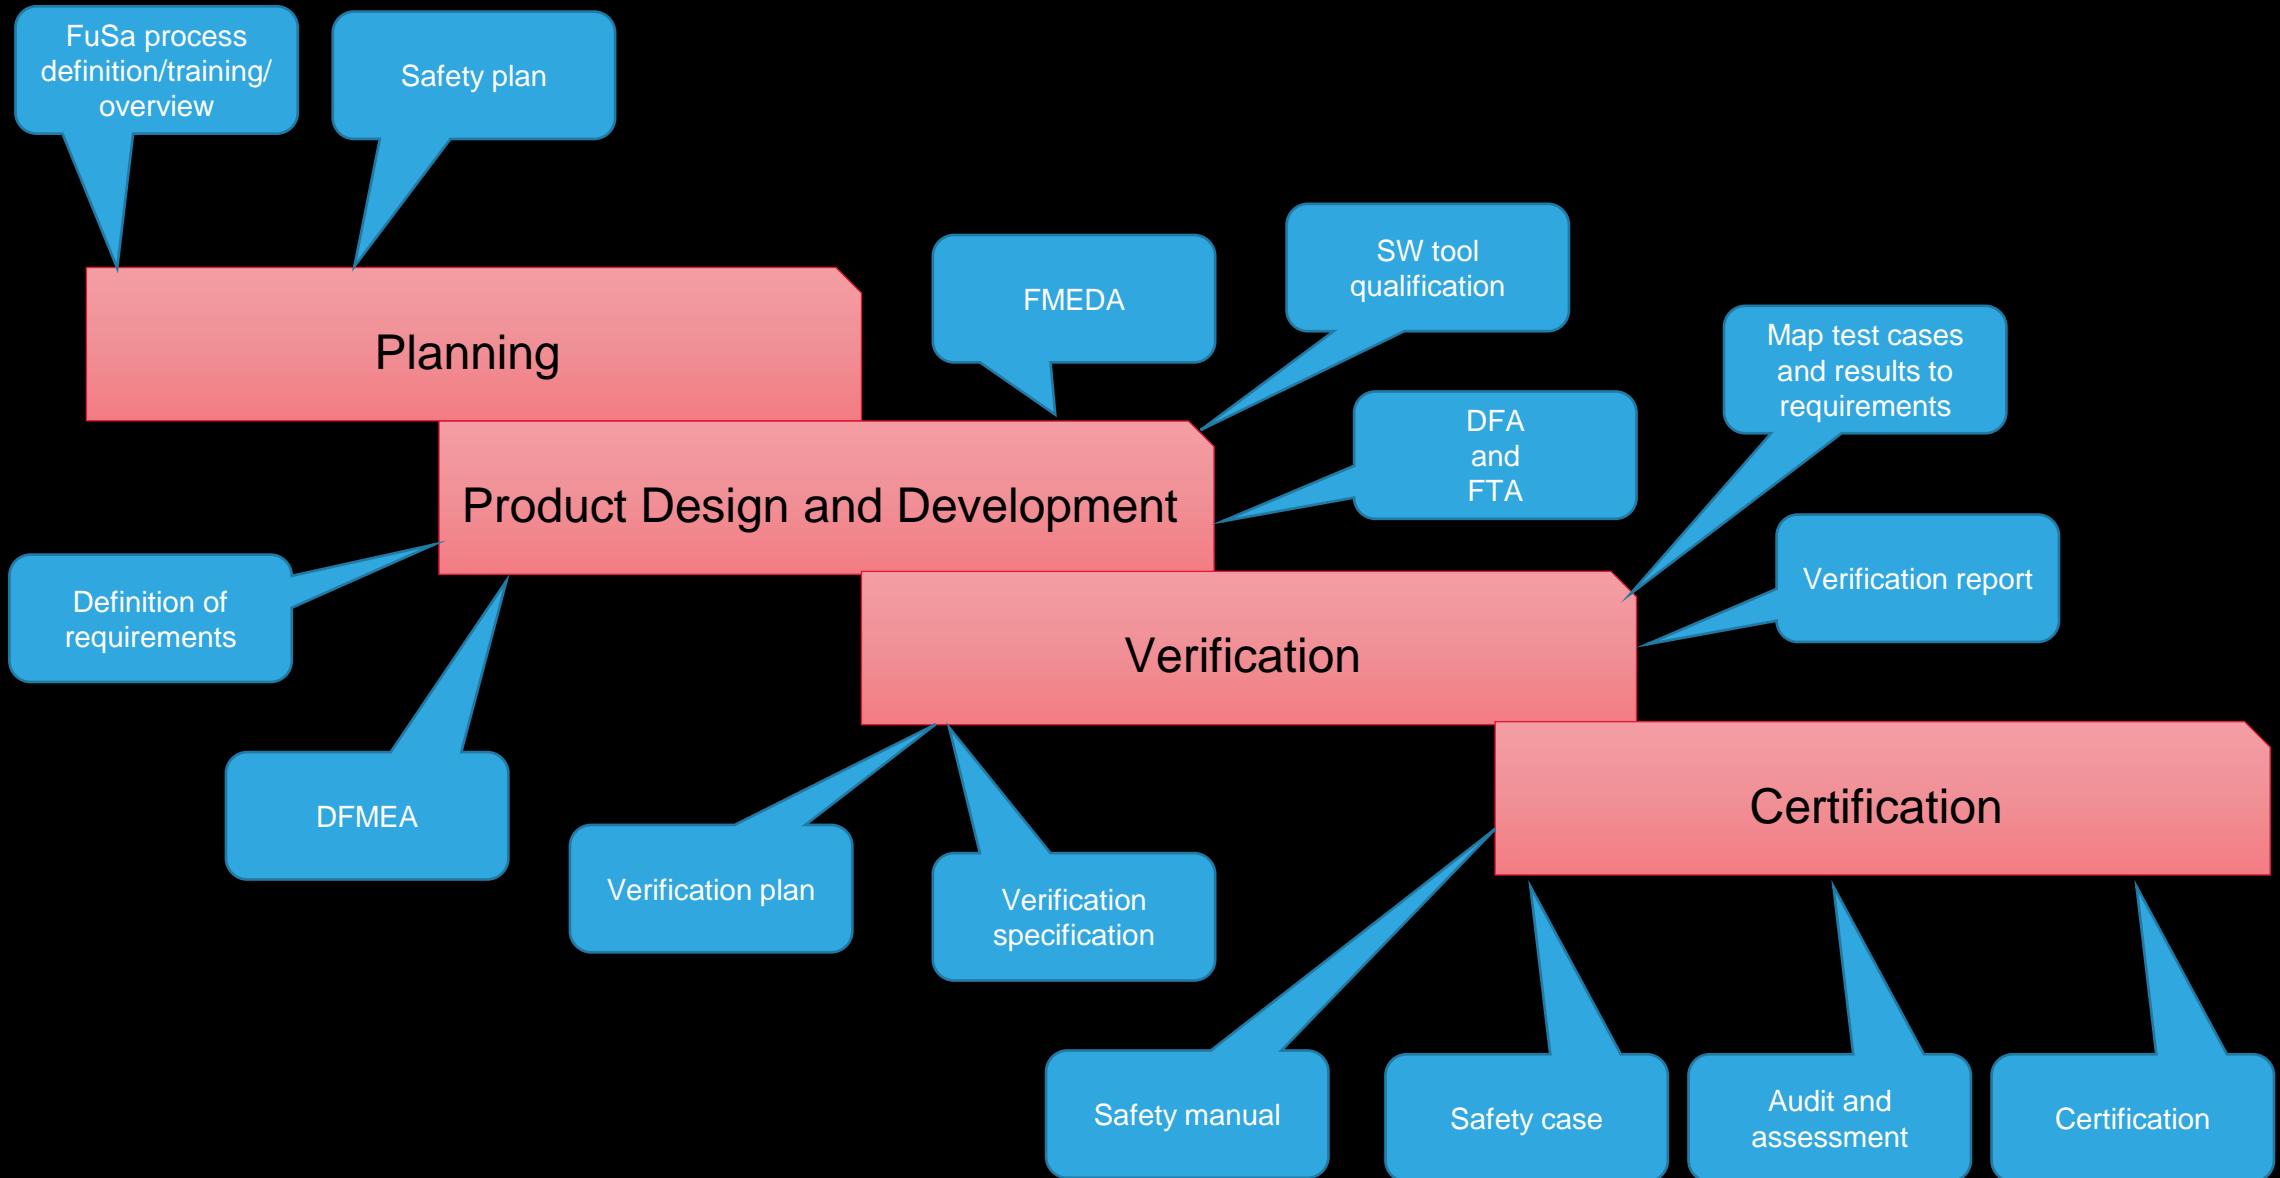 FuSa process
definition/training/
overview
Safety plan
Planning
FMEDA
SW tool
qualification
Map test cases
and results to
requirements
Product Design and Development
DFA
and
FTA
Definition of
requirements
Verification report
Verification
DFMEA
Verification plan
Verification
specification
Certification
Safety manual
Safety case
Audit and
assessment
Certification